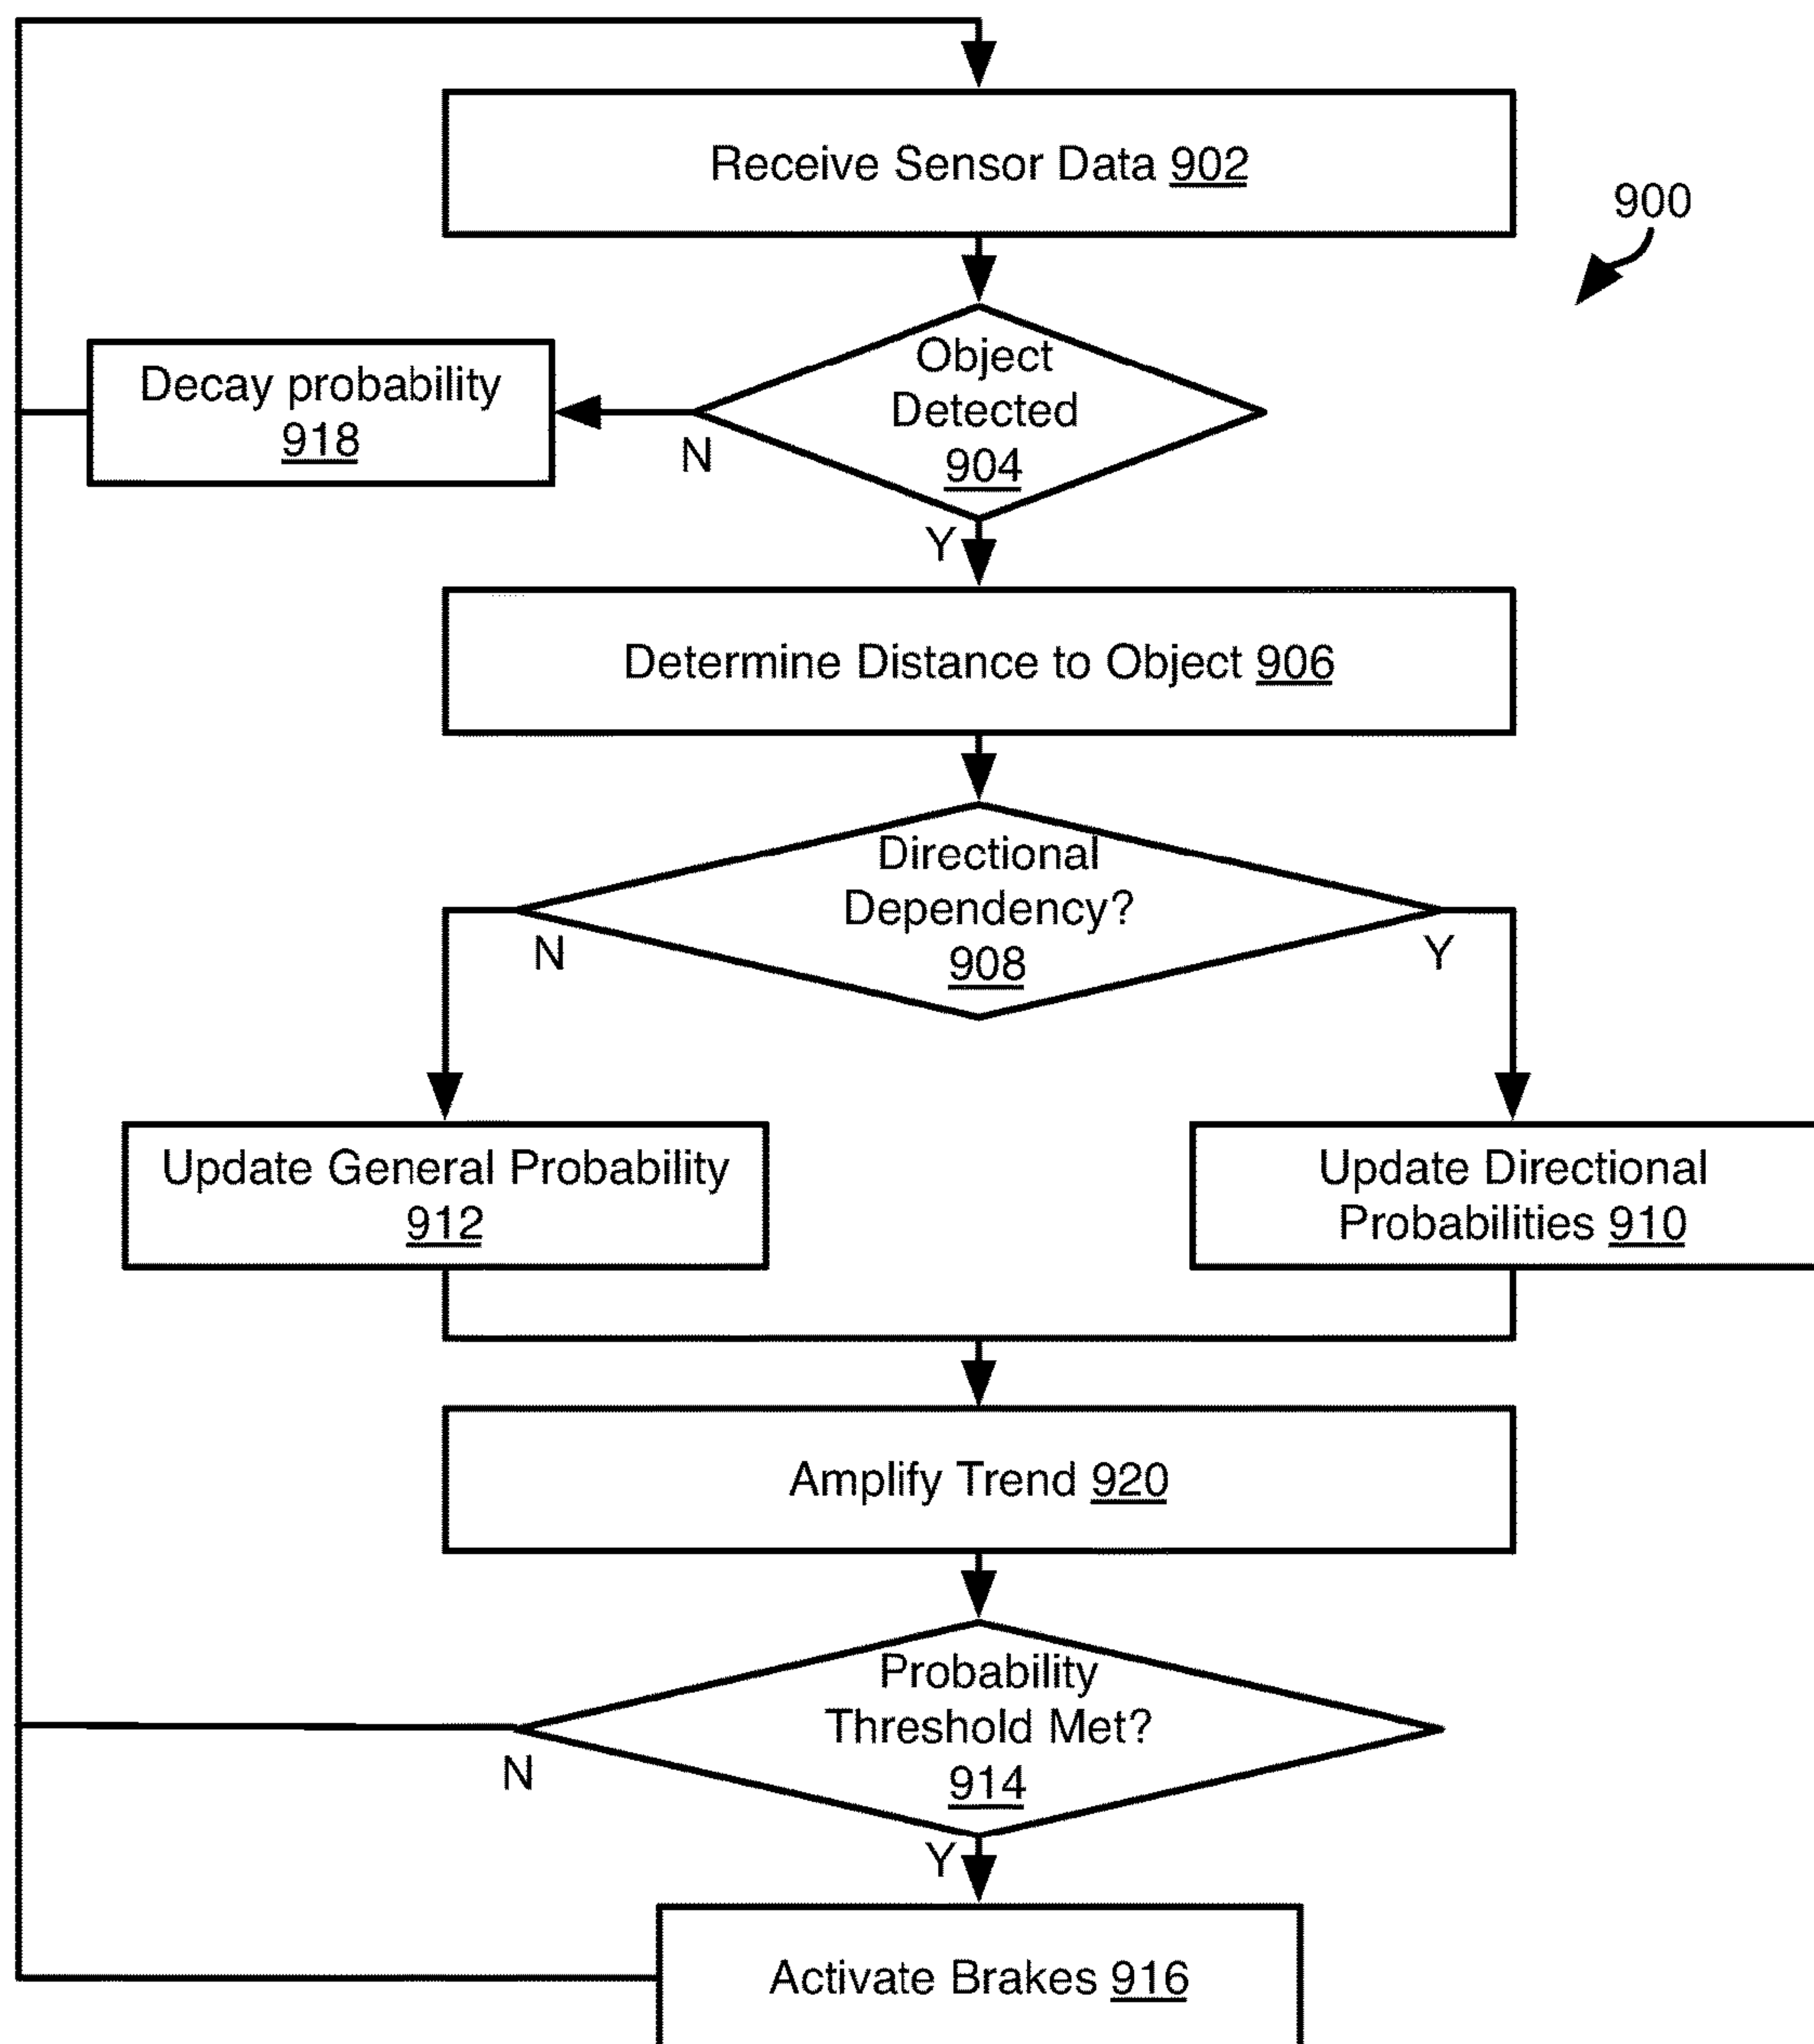 Receive Sensor Data 902
900
Object
Detected
904
Decay probability
918
N
Y
Determine Distance to Object 906
Directional
Dependency?
908
N
Y
Update General Probability
912
Update Directional
Probabilities 910
Amplify Trend 920
Probability
Threshold Met?
914
N
Y
Activate Brakes 916